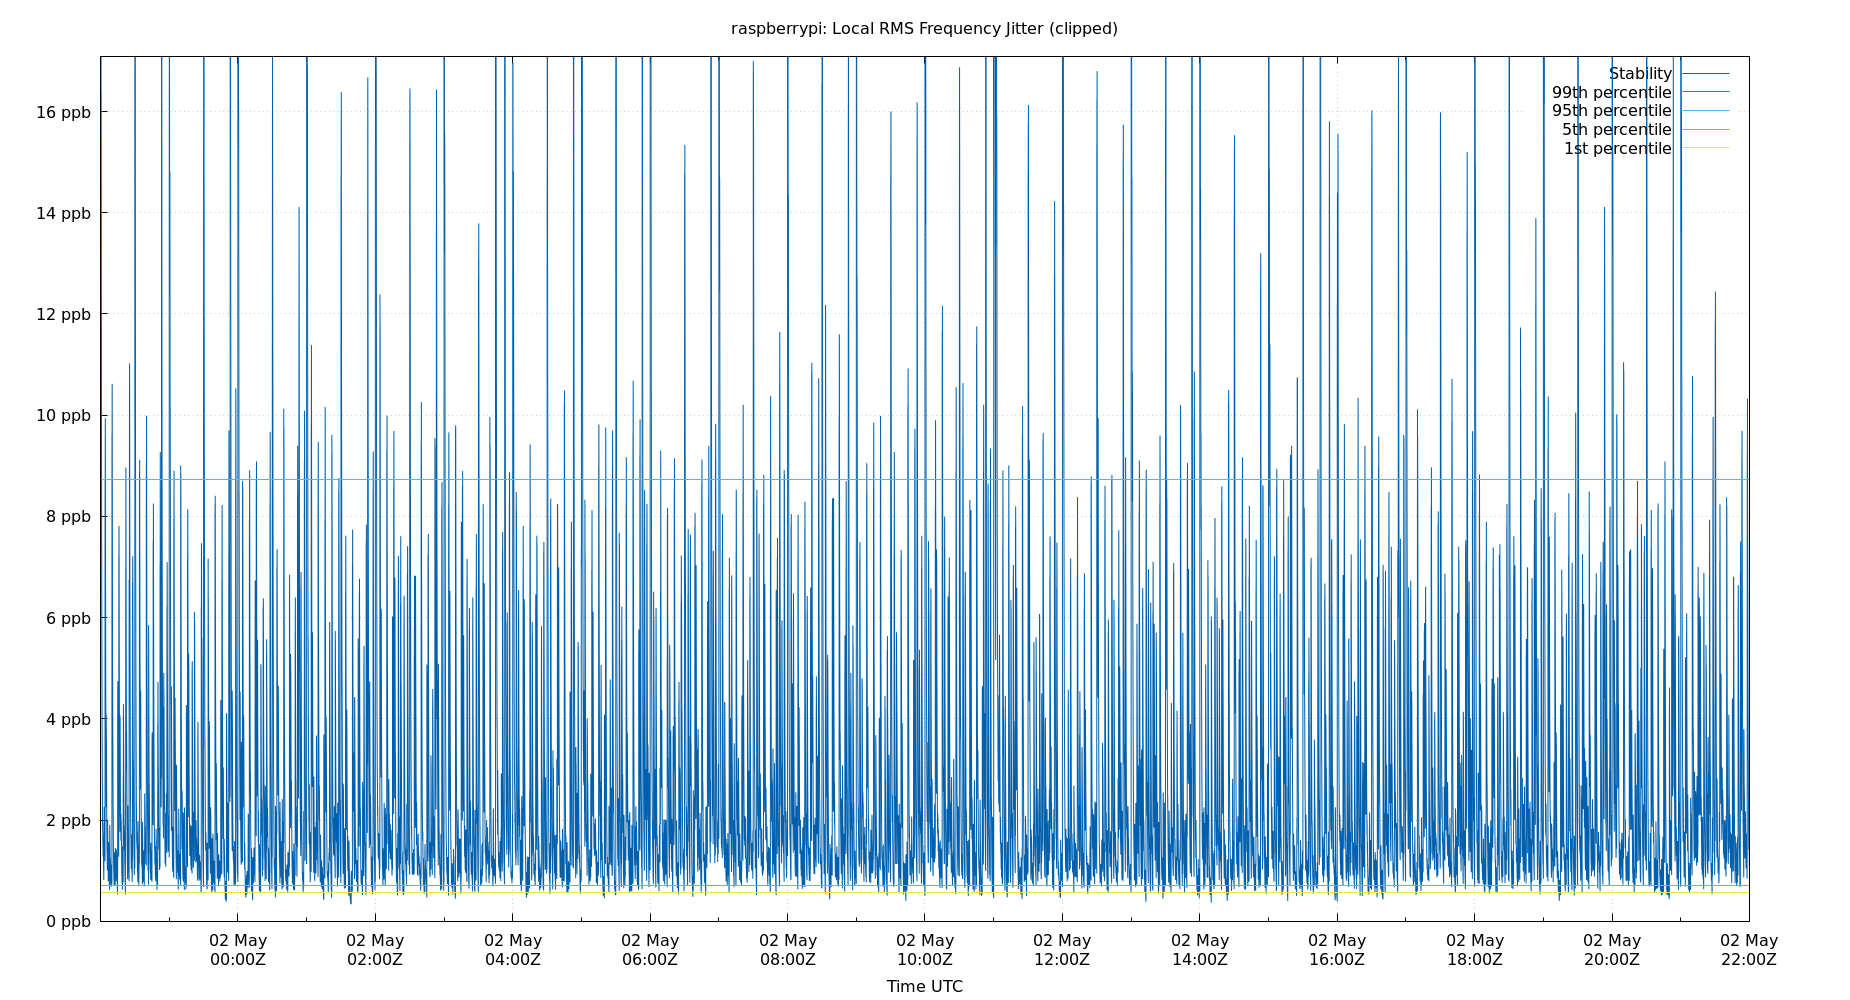 raspberrypi: Local RMS Frequency Jitter (clipped)
Stability
99th percentile
95th percentile
5th percentile
1st percentile
16 ppb
14 ppb
12 ppb
10 ppb
8 ppb
6 ppb
4 ppb
2 ppb
0 ppb
02 May 02 May 02 May 02 May 02 May 02 May 02 May 02 May 02 May 02 May 02 May 02 May
00:00Z 02:00Z 04:00Z 06:00Z 08:00Z 10:00Z 12:00Z 14:00Z 16:00Z 18:00Z 20:00Z 22:00Z
Time UTC